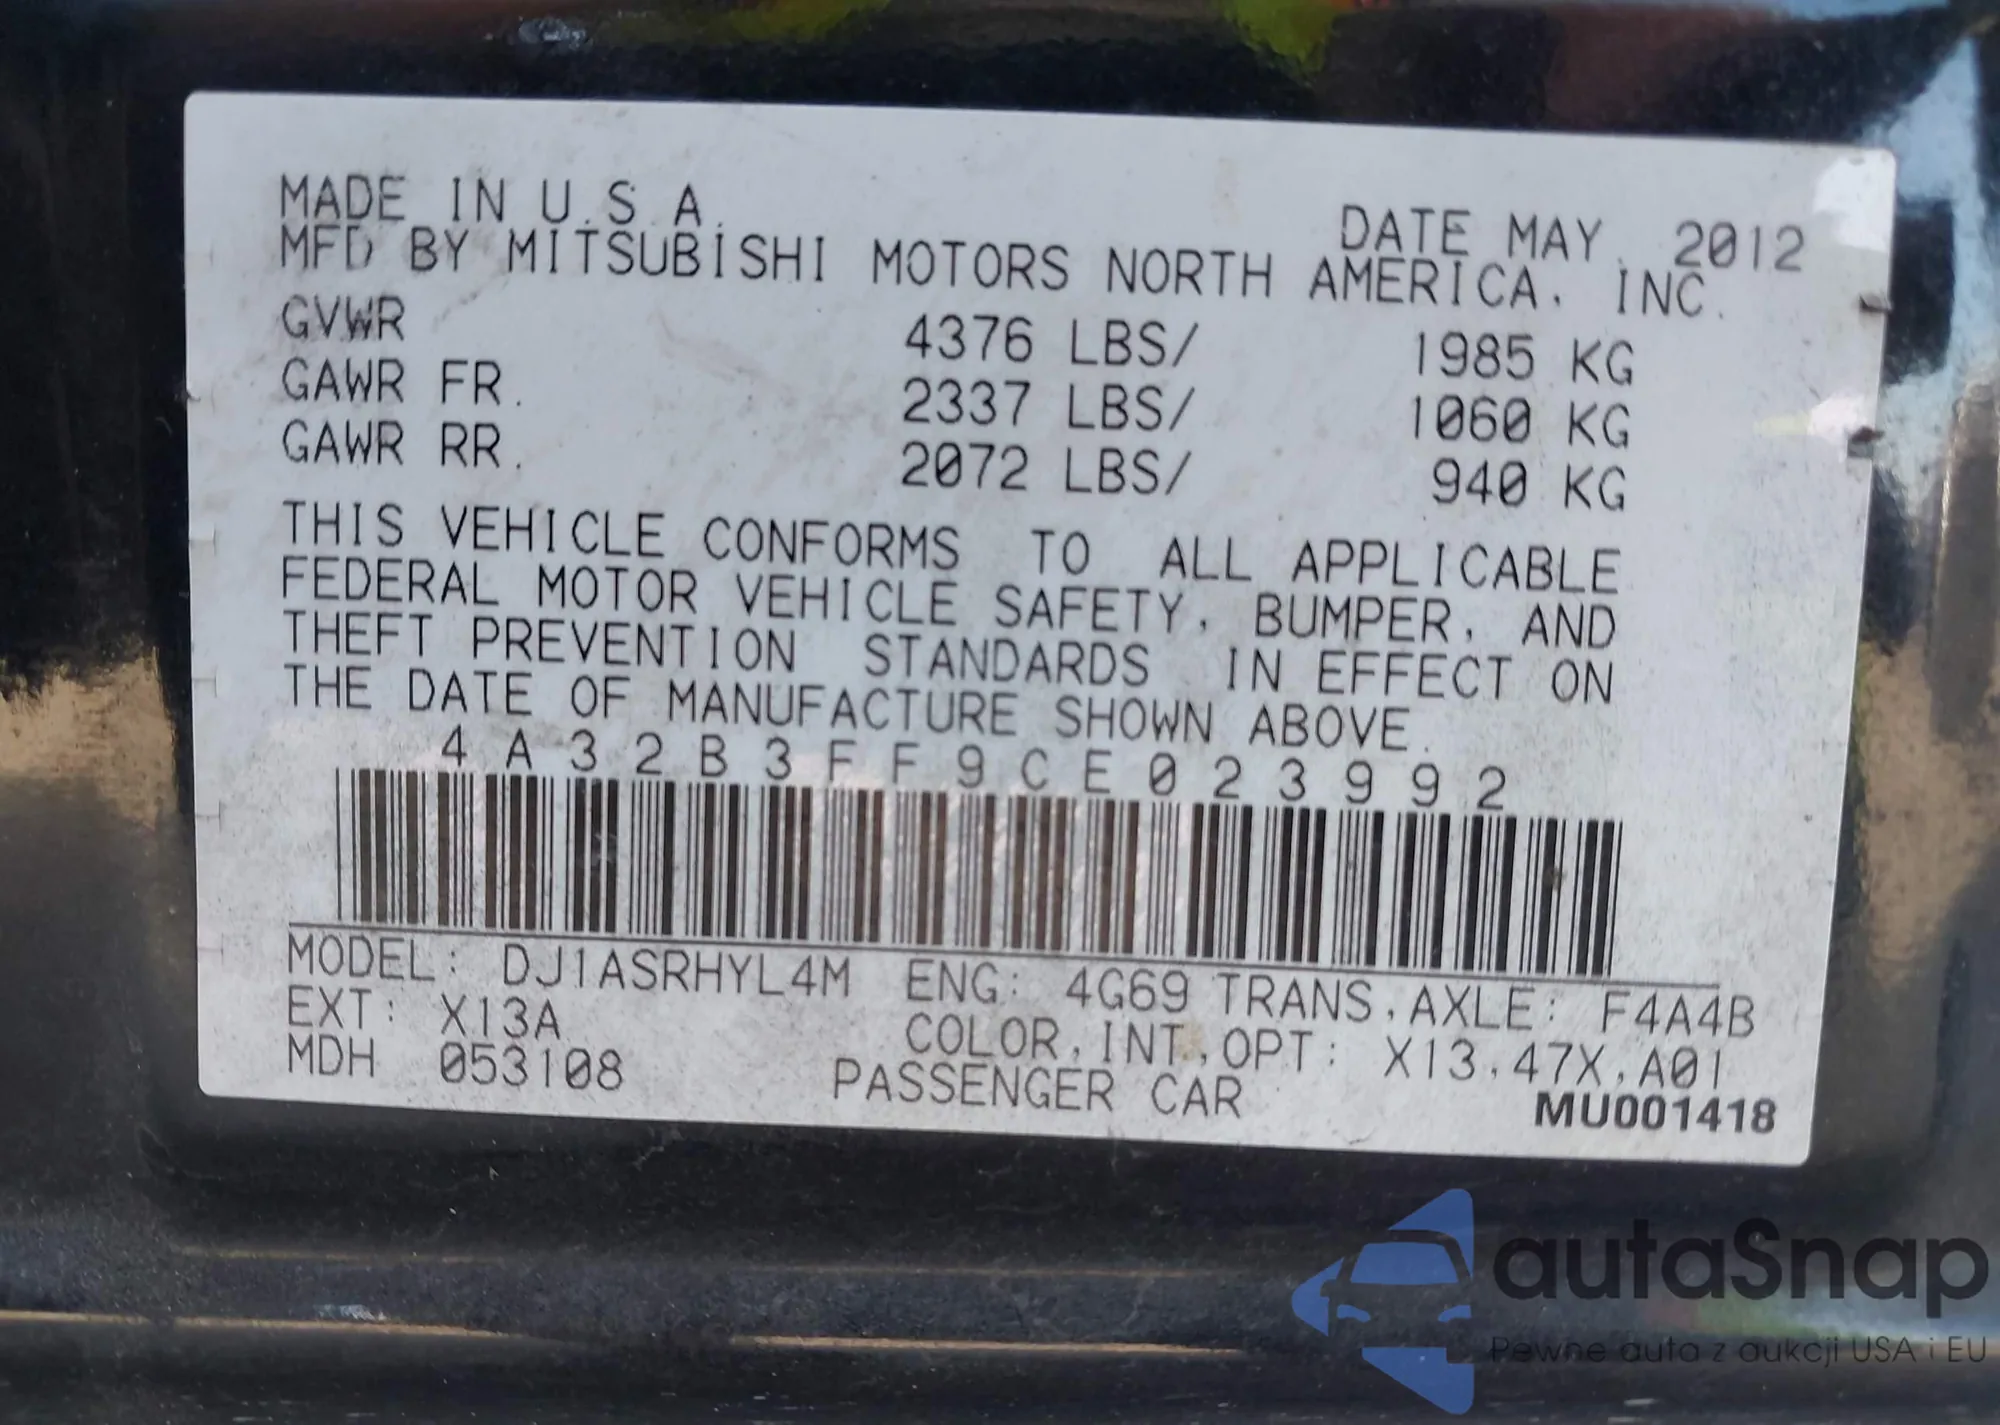 MADE IN U.S.A.
DATE MAY, 2012
MFD BY MITSUBISHI MOTORS NORTH AMERICA, INC.
GVWR 4376 LBS/ 1985 KG
GAWR FR. 2337 LBS/ 1060 KG
GAWR RR. 2072 LBS/ 940 KG
THIS VEHICLE CONFORMS TO ALL APPLICABLE
FEDERAL MOTOR VEHICLE SAFETY, BUMPER, AND
THEFT PREVENTION STANDARDS IN EFFECT ON
THE DATE OF MANUFACTURE SHOWN ABOVE.
4A32B3FF9CE023992
MODEL: DJ1ASRHYL4M ENG: 4G69 TRANS,AXLE: F4A4B
EXT: X13A COLOR,INT,OPT: X13,47X,A01
MDH 053108 PASSENGER CAR
MU001418
autaSnap
Pewne auta z aukcji USA i EU